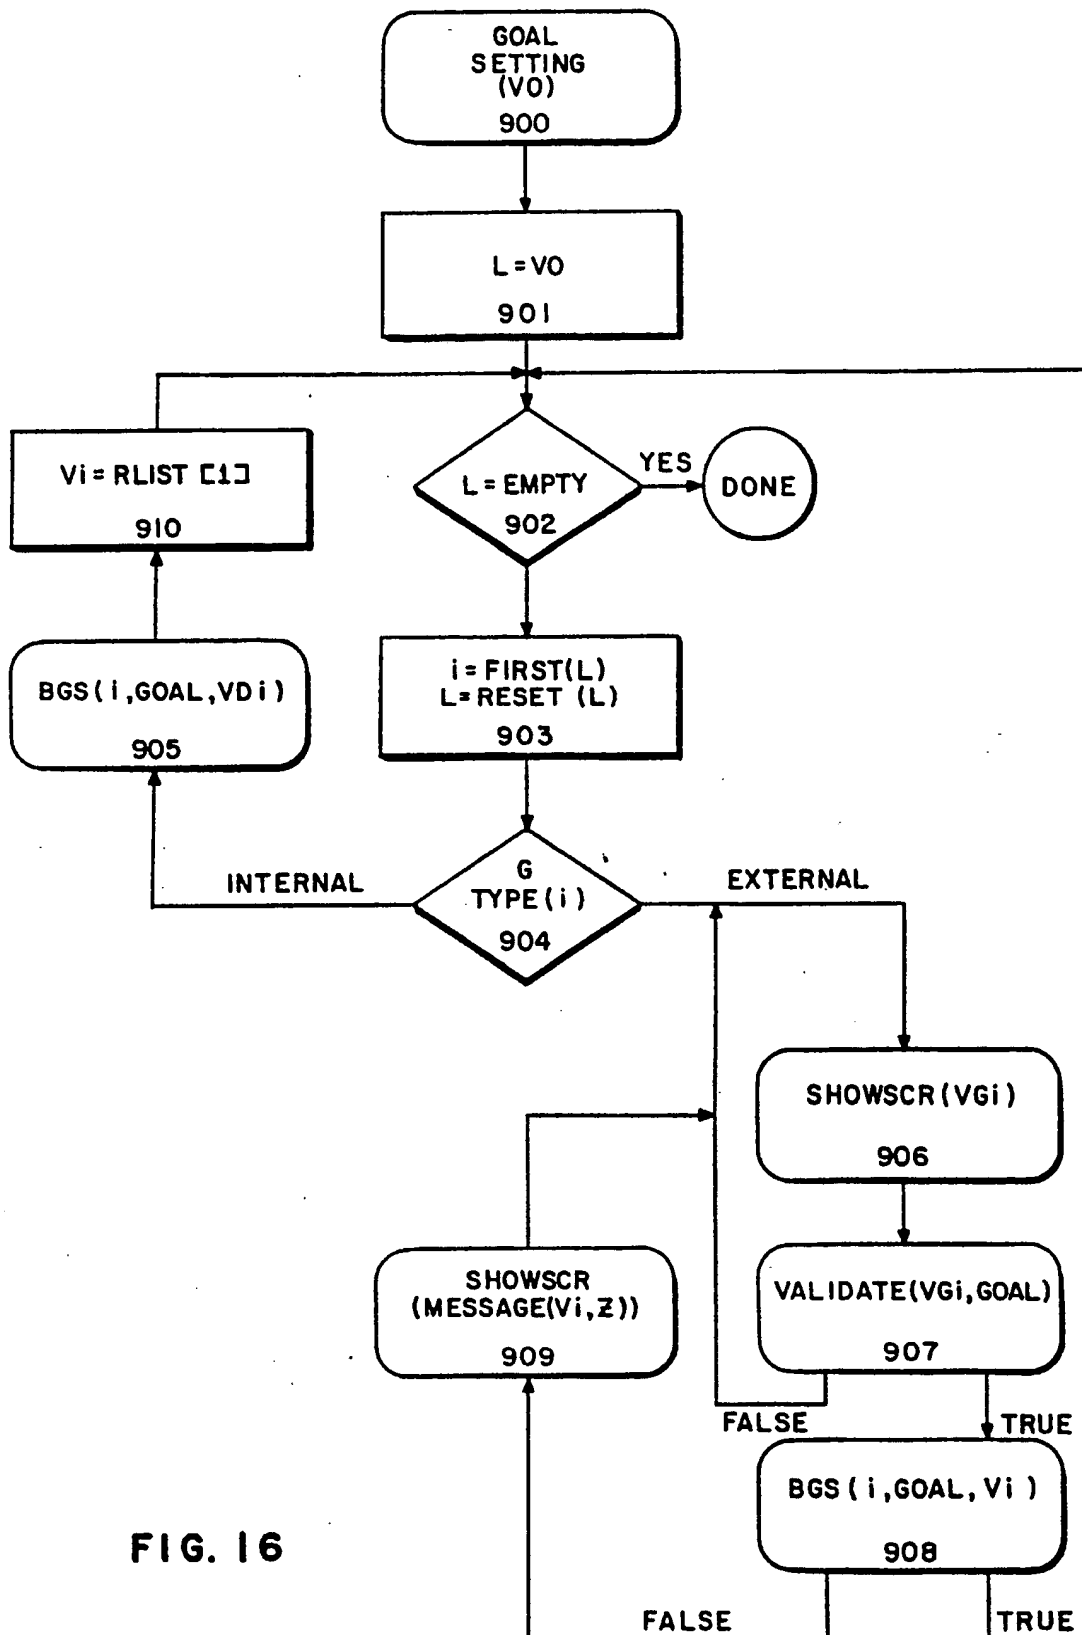 GOAL
SETTING
(VO)
900
L=VO
901
Vi=RLIST [1]
910
L=EMPTY
902
YES
DONE
BGS(i,GOAL,VDi)
905
i=FIRST(L)
L=RESET (L)
903
INTERNAL
G
TYPE(i)
904
EXTERNAL
SHOWSCR(VGi)
906
SHOWSCR
(MESSAGE(Vi,Z))
909
VALIDATE(VGi,GOAL)
907
FALSE
TRUE
BGS(i,GOAL,Vi)
908
FIG. 16
FALSE
TRUE